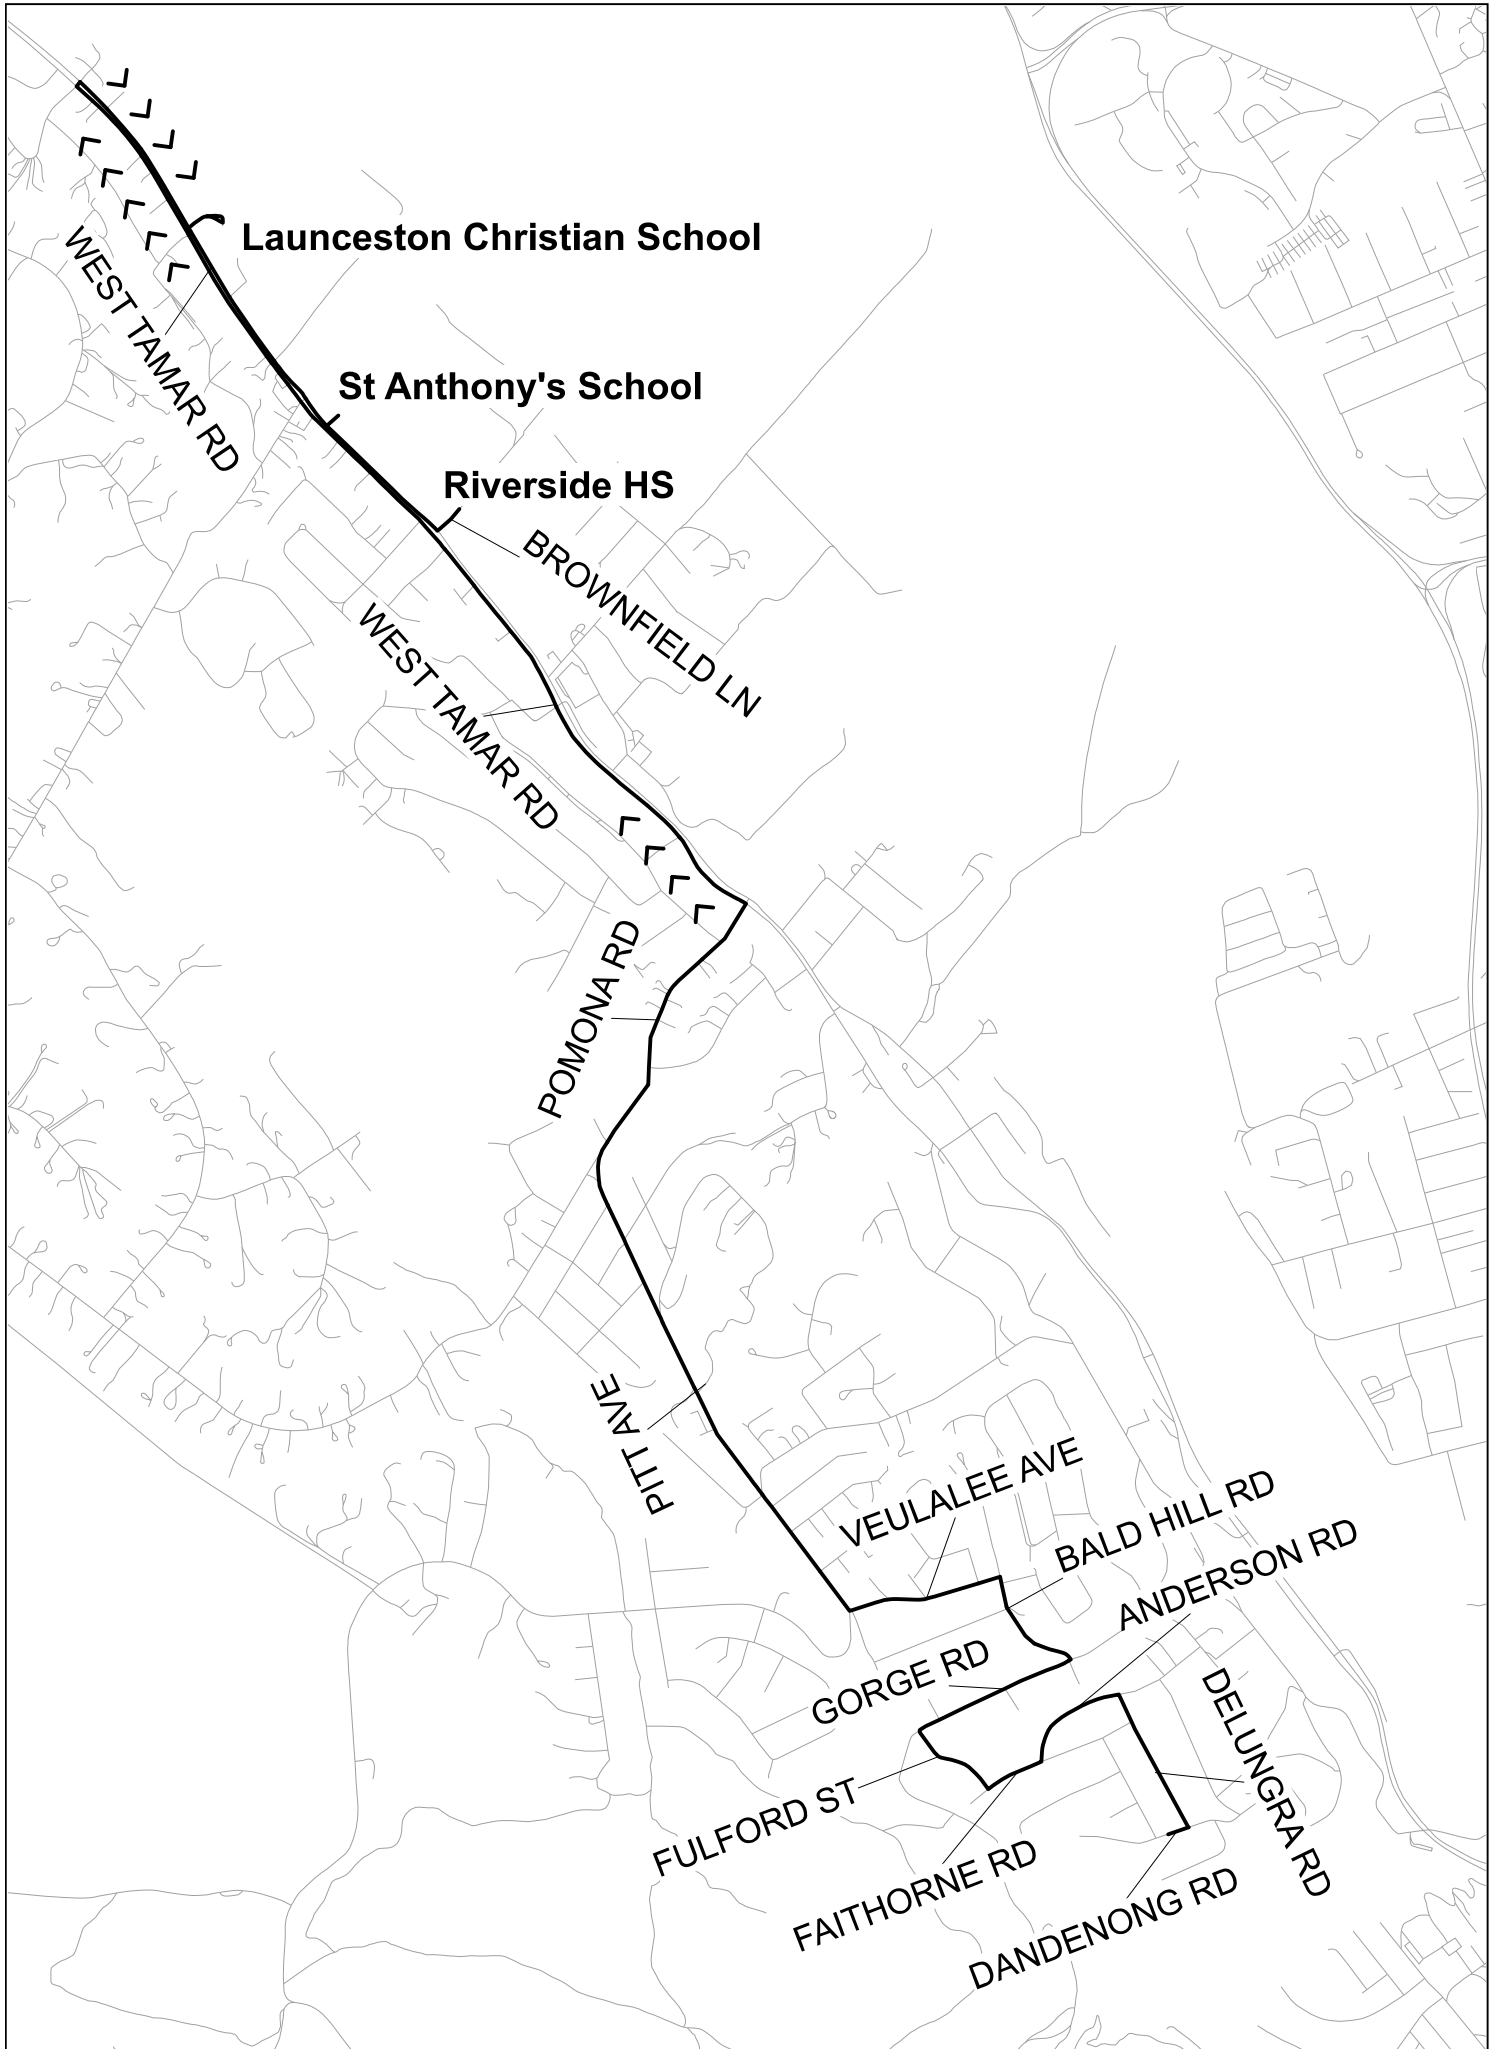 Launceston Christian School
WEST TAMAR RD
St Anthony's School
Riverside HS
BROWNFIELD LN
WEST TAMAR RD
POMONA RD
PITT AVE
VEULALEE AVE
BALD HILL RD
ANDERSON RD
GORGE RD
DELUNGRA RD
FULFORD ST
FAITHORNE RD
DANDENONG RD